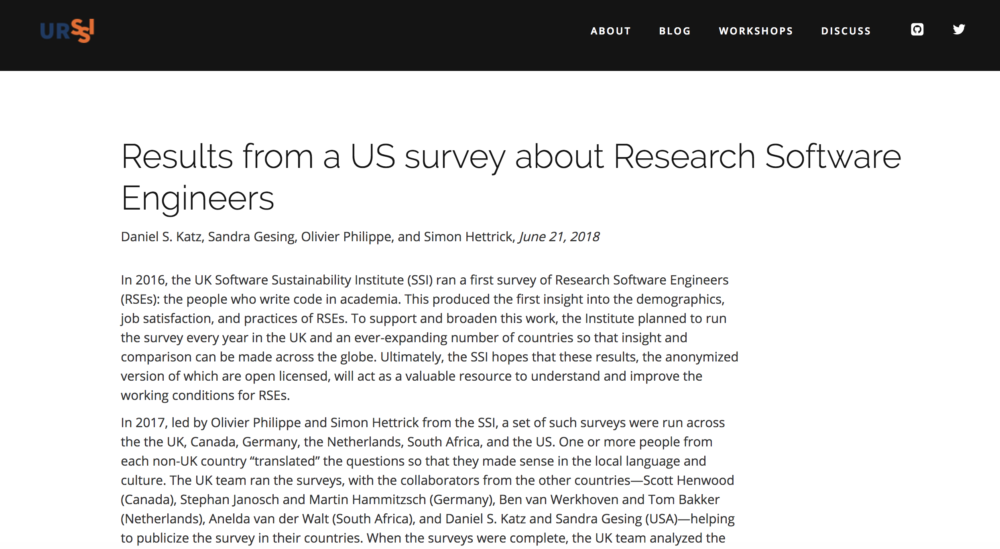 URSSI
ABOUT BLOG WORKSHOPS DISCUSS
Results from a US survey about Research Software
Engineers
Daniel S. Katz, Sandra Gesing, Olivier Philippe, and Simon Hettrick, June 21, 2018
In 2016, the UK Software Sustainability Institute (SSI) ran a first survey of Research Software Engineers
(RSEs): the people who write code in academia. This produced the first insight into the demographics,
job satisfaction, and practices of RSEs. To support and broaden this work, the Institute planned to run
the survey every year in the UK and an ever-expanding number of countries so that insight and
comparison can be made across the globe. Ultimately, the SSI hopes that these results, the anonymized
version of which are open licensed, will act as a valuable resource to understand and improve the
working conditions for RSEs.
In 2017, led by Olivier Philippe and Simon Hettrick from the SSI, a set of such surveys were run across
the the UK, Canada, Germany, the Netherlands, South Africa, and the US. One or more people from
each non-UK country “translated” the questions so that they made sense in the local language and
culture. The UK team ran the surveys, with the collaborators from the other countries—Scott Henwood
(Canada), Stephan Janosch and Martin Hammitzsch (Germany), Ben van Werkhoven and Tom Bakker
(Netherlands), Anelda van der Walt (South Africa), and Daniel S. Katz and Sandra Gesing (USA)—helping
to publicize the survey in their countries. When the surveys were complete, the UK team analyzed the